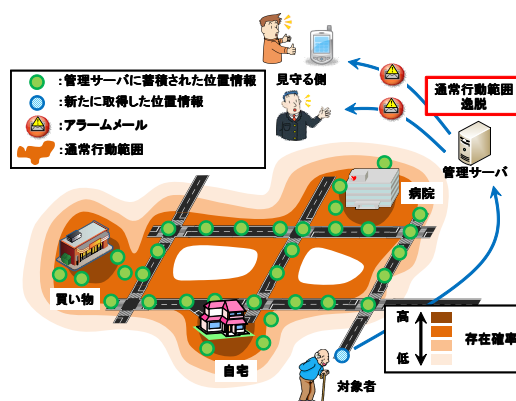 見守る側
:管理サーバに蓄積された位置情報
:新たに取得した位置情報
:アラームメール
:通常行動範囲
通常行動範囲
逸脱
管理サーバ
病院
買い物
自宅
対象者
高
低
存在確率